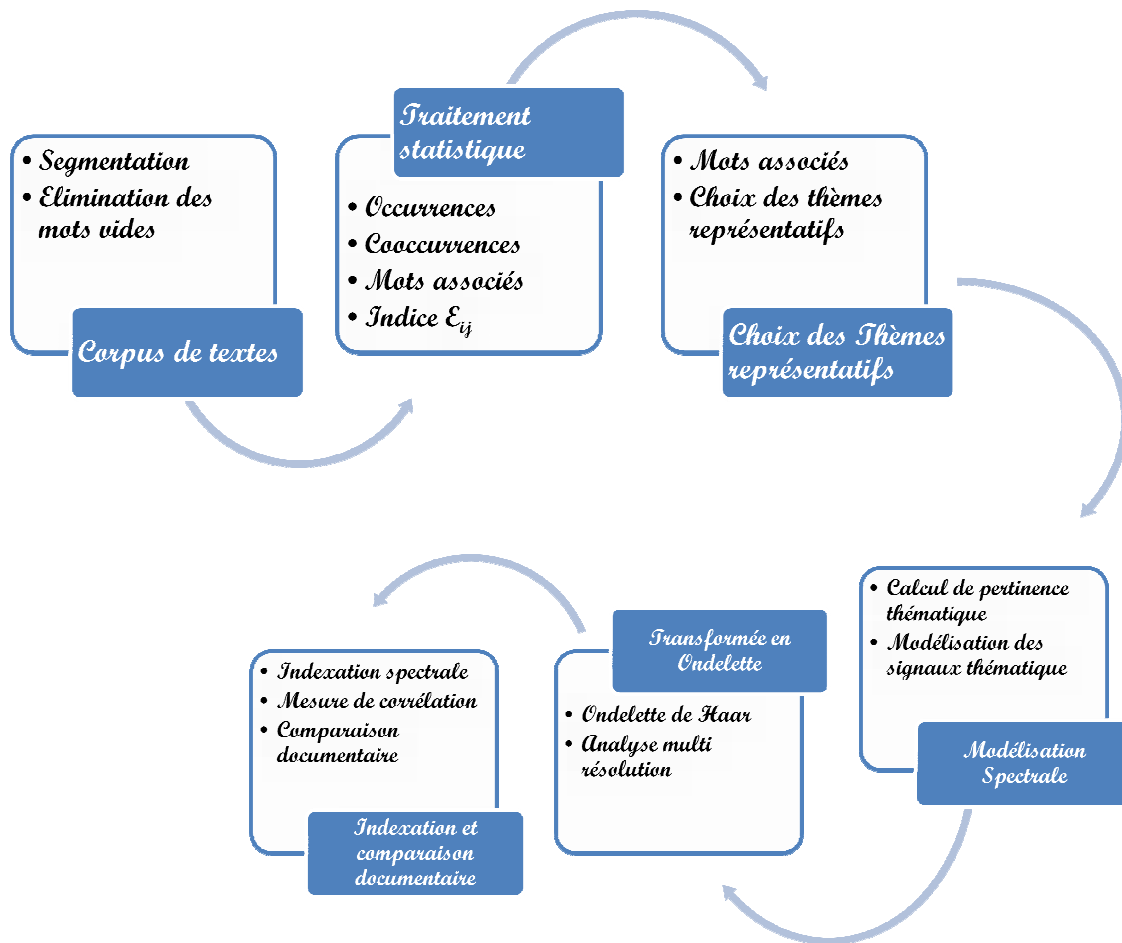 • Segmentation
• Elimination des
mots vides
Corpus de textes
Traitement
statistique
• Occurrences
• Cooccurrences
• Mots associés
• Indice Eij
• Mots associés
• Choix des thèmes
représentatifs
Choix des Thèmes
représentatifs
• Calcul de pertinence
thématique
• Modélisation des
signaux thématique
Modélisation
Spectrale
Transformée en
Ondelette
• Ondelette de Haar
• Analyse multi
résolution
• Indexation spectrale
• Mesure de corrélation
• Comparaison
documentaire
Indexation et
comparaison
documentaire